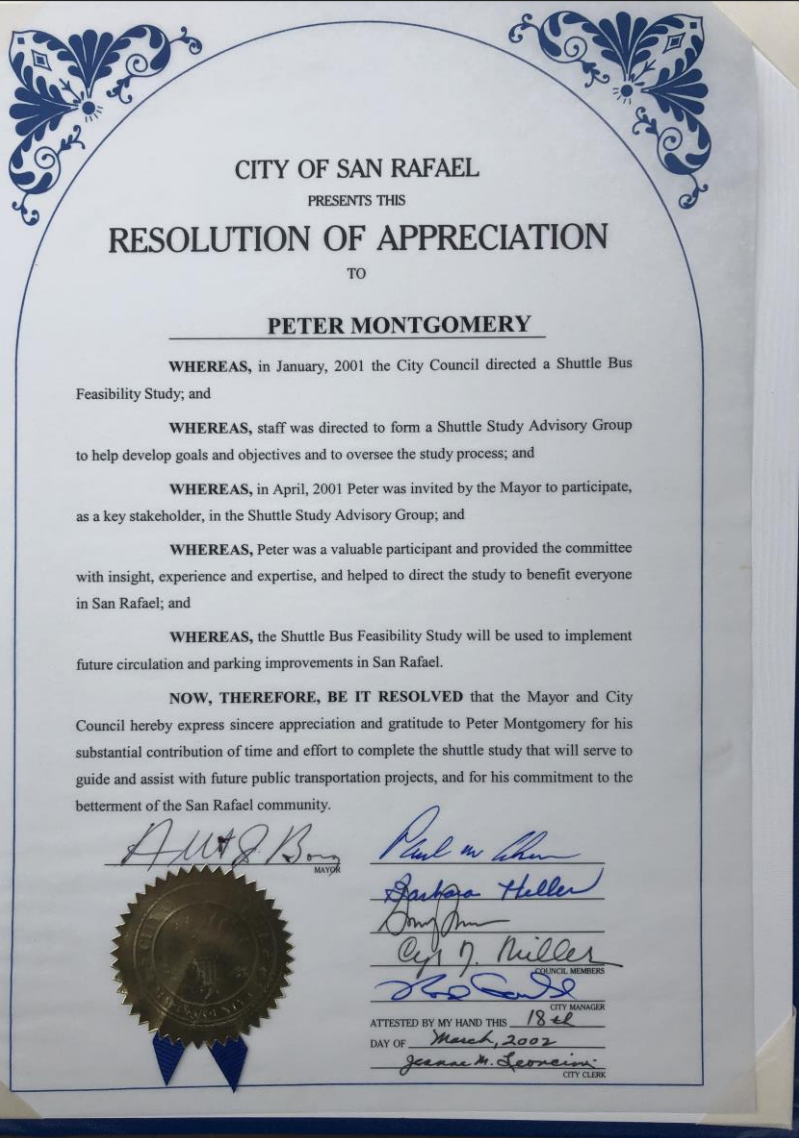 CITY OF SAN RAFAEL
PRESENTS THIS
RESOLUTION OF APPRECIATION
TO
PETER MONTGOMERY
WHEREAS, in January, 2001 the City Council directed a Shuttle Bus
Feasibility Study; and
WHEREAS, staff was directed to form a Shuttle Study Advisory Group
to help develop goals and objectives and to oversee the study process; and
WHEREAS, in April, 2001 Peter was invited by the Mayor to participate,
as a key stakeholder, in the Shuttle Study Advisory Group; and
WHEREAS, Peter was a valuable participant and provided the committee
with insight, experience and expertise, and helped to direct the study to benefit everyone
in San Rafael; and
WHEREAS, the Shuttle Bus Feasibility Study will be used to implement
future circulation and parking improvements in San Rafael.
NOW, THEREFORE, BE IT RESOLVED that the Mayor and City
Council hereby express sincere appreciation and gratitude to Peter Montgomery for his
substantial contribution of time and effort to complete the shuttle study that will serve to
guide and assist with future public transportation projects, and for his commitment to the
betterment of the San Rafael community.
MAYOR
Paul M
Barbara Heller
Miller
COUNCIL MEMBERS
CITY MANAGER
ATTESTED BY MY HAND THIS 18th
DAY OF March, 2002
Jeanne M. Leoncini
CITY CLERK